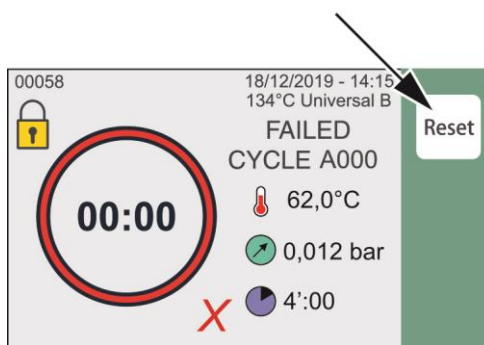 00058
18/12/2019 - 14:15
134°C Universal B
FAILED
CYCLE A000
Reset
62,0°C
00:00
0,012 bar
4':00
X